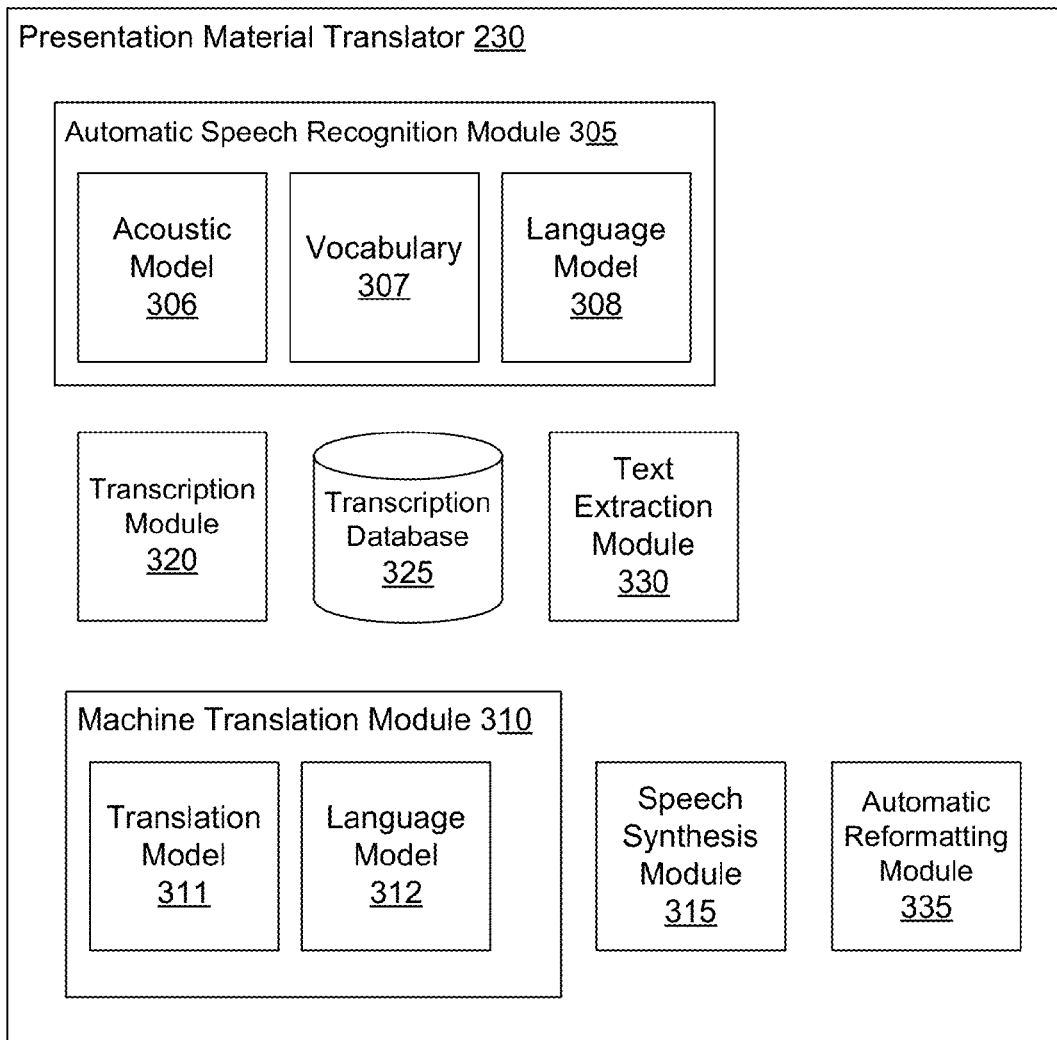 Presentation Material Translator 230
Automatic Speech Recognition Module 305
Acoustic
Model
306
Vocabulary
307
Language
Model
308
Transcription
Module
320
Transcription
Database
325
Text
Extraction
Module
330
Machine Translation Module 310
Translation
Model
311
Language
Model
312
Speech
Synthesis
Module
315
Automatic
Reformatting
Module
335